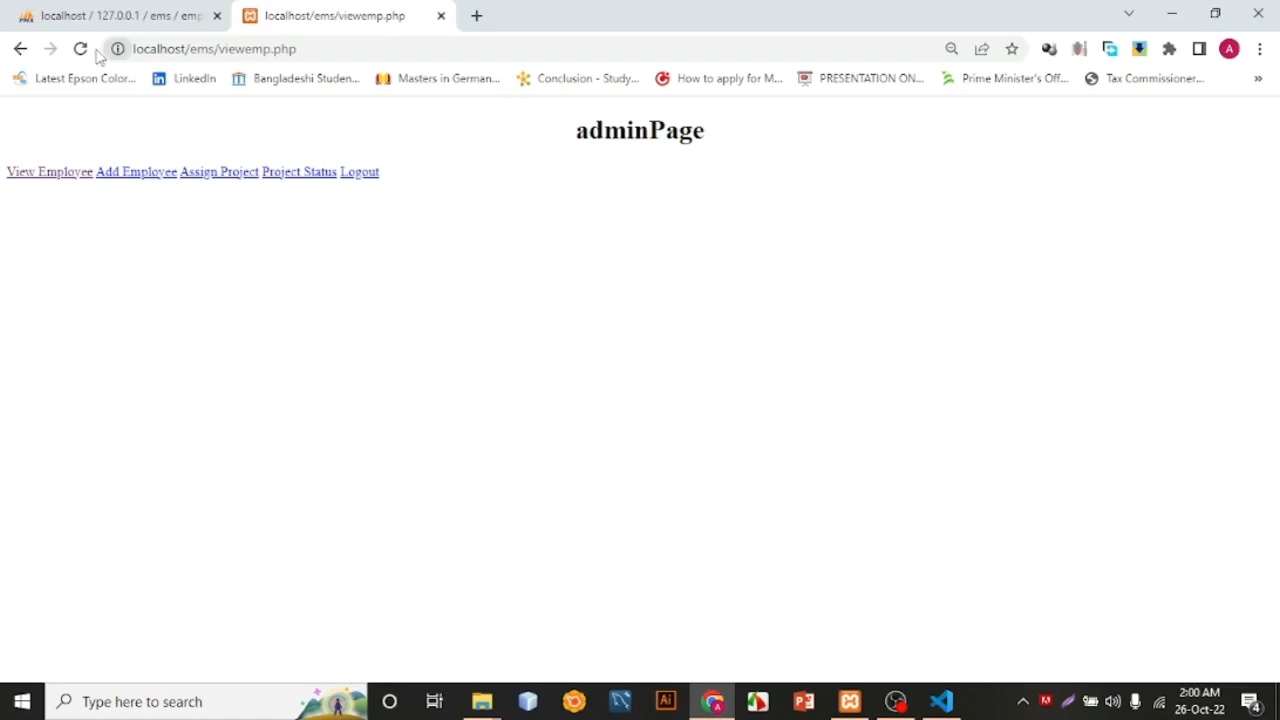 localhost / 127.0.0.1 / ems / emp
localhost/ems/viewemp.php
localhost/ems/viewemp.php
A
Latest Epson Color...
LinkedIn
Bangladeshi Studen...
Masters in German...
Conclusion - Study...
How to apply for M...
PRESENTATION ON...
Prime Minister's Off...
Tax Commissioner...
»
adminPage
View Employee Add Employee Assign Project Project Status Logout
Type here to search
Ai
2:00 AM
26-Oct-22
4